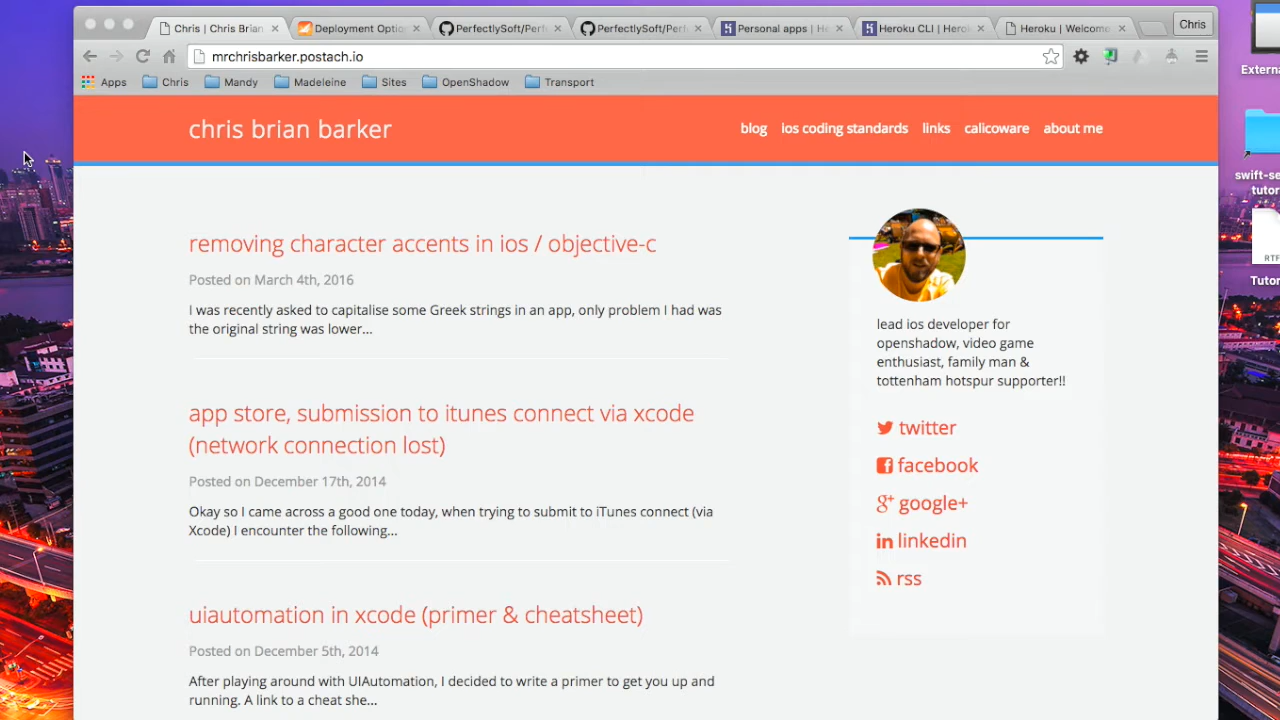 Chris | Chris Brian
Deployment Optio
PerfectlySoft/Perf
PerfectlySoft/Perf
Personal apps | He
Heroku CLI | Herok
Heroku | Welcome
Chris
mrchrisbarker.postach.io
Apps Chris Mandy Madeleine Sites OpenShadow Transport
chris brian barker
blog ios coding standards links calicoware about me
removing character accents in ios / objective-c
Posted on March 4th, 2016
I was recently asked to capitalise some Greek strings in an app, only problem I had was
the original string was lower...
app store, submission to itunes connect via xcode
(network connection lost)
Posted on December 17th, 2014
Okay so I came across a good one today, when trying to submit to iTunes connect (via
Xcode) I encounter the following...
uiautomation in xcode (primer & cheatsheet)
Posted on December 5th, 2014
After playing around with UIAutomation, I decided to write a primer to get you up and
running. A link to a cheat she...
lead ios developer for
openshadow, video game
enthusiast, family man &
tottenham hotspur supporter!!
twitter
facebook
google+
linkedin
rss
Externa
swift-se
tutor
RTF
Tutor